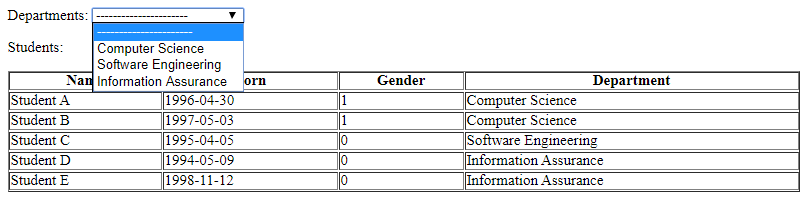 Departments: ---------------------- ▼
-----------------------
Computer Science
Software Engineering
Information Assurance
Students:
Nam orn Gender Department
Student A 1996-04-30 1 Computer Science
Student B 1997-05-03 1 Computer Science
Student C 1995-04-05 0 Software Engineering
Student D 1994-05-09 0 Information Assurance
Student E 1998-11-12 0 Information Assurance